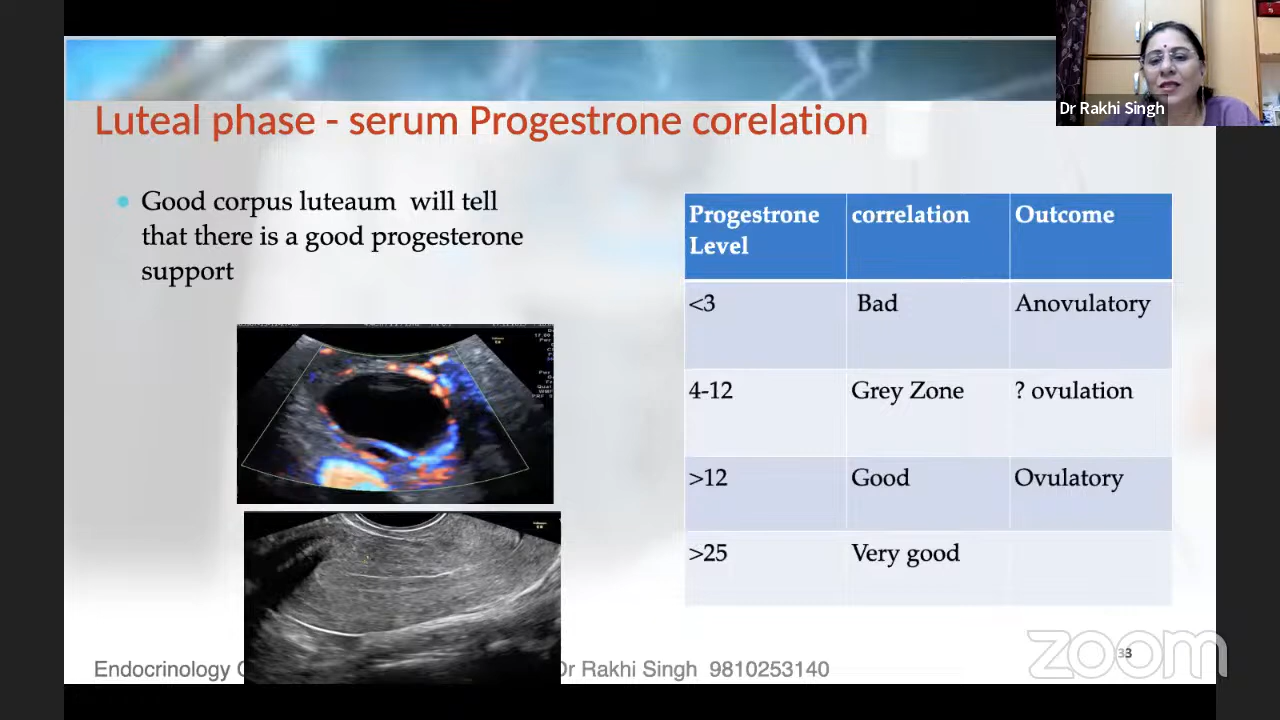 Dr Rakhi Singh
Luteal phase - serum Progestrone corelation
Good corpus luteaum will tell
that there is a good progesterone
support
Progestrone Level correlation Outcome
<3 Bad Anovulatory
4-12 Grey Zone ? ovulation
>12 Good Ovulatory
>25 Very good
Endocrinology
Dr Rakhi Singh 9810253140
zoom
33